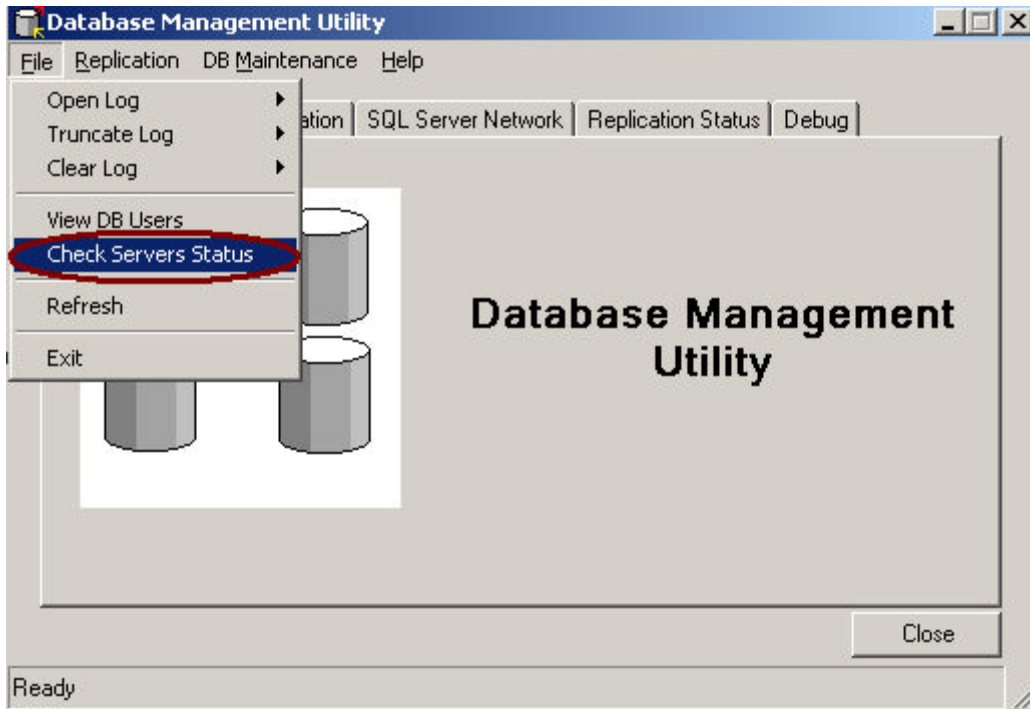 Database Management Utility
File Replication DB Maintenance Help
Open Log
Truncate Log
Clear Log
View DB Users
Check Servers Status
Refresh
Exit
SQL Server Network
Replication Status
Debug
Database Management
Utility
Close
Ready